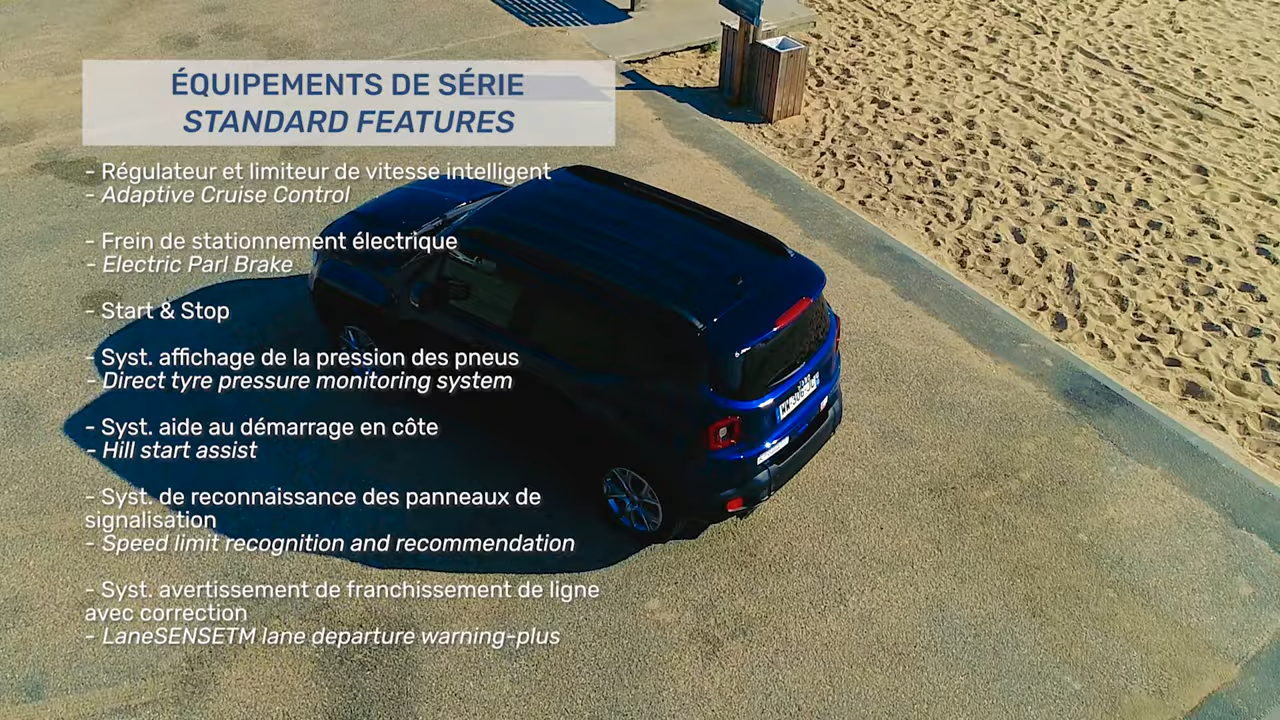 ÉQUIPEMENTS DE SÉRIE
STANDARD FEATURES
- Régulateur et limiteur de vitesse intelligent
- Adaptive Cruise Control
- Frein de stationnement électrique
- Electric Parl Brake
- Start & Stop
- Syst. affichage de la pression des pneus
- Direct tyre pressure monitoring system
- Syst. aide au démarrage en côte
- Hill start assist
- Syst. de reconnaissance des panneaux de
signalisation
- Speed limit recognition and recommendation
- Syst. avertissement de franchissement de ligne
avec correction
- LaneSENSETM lane departure warning-plus